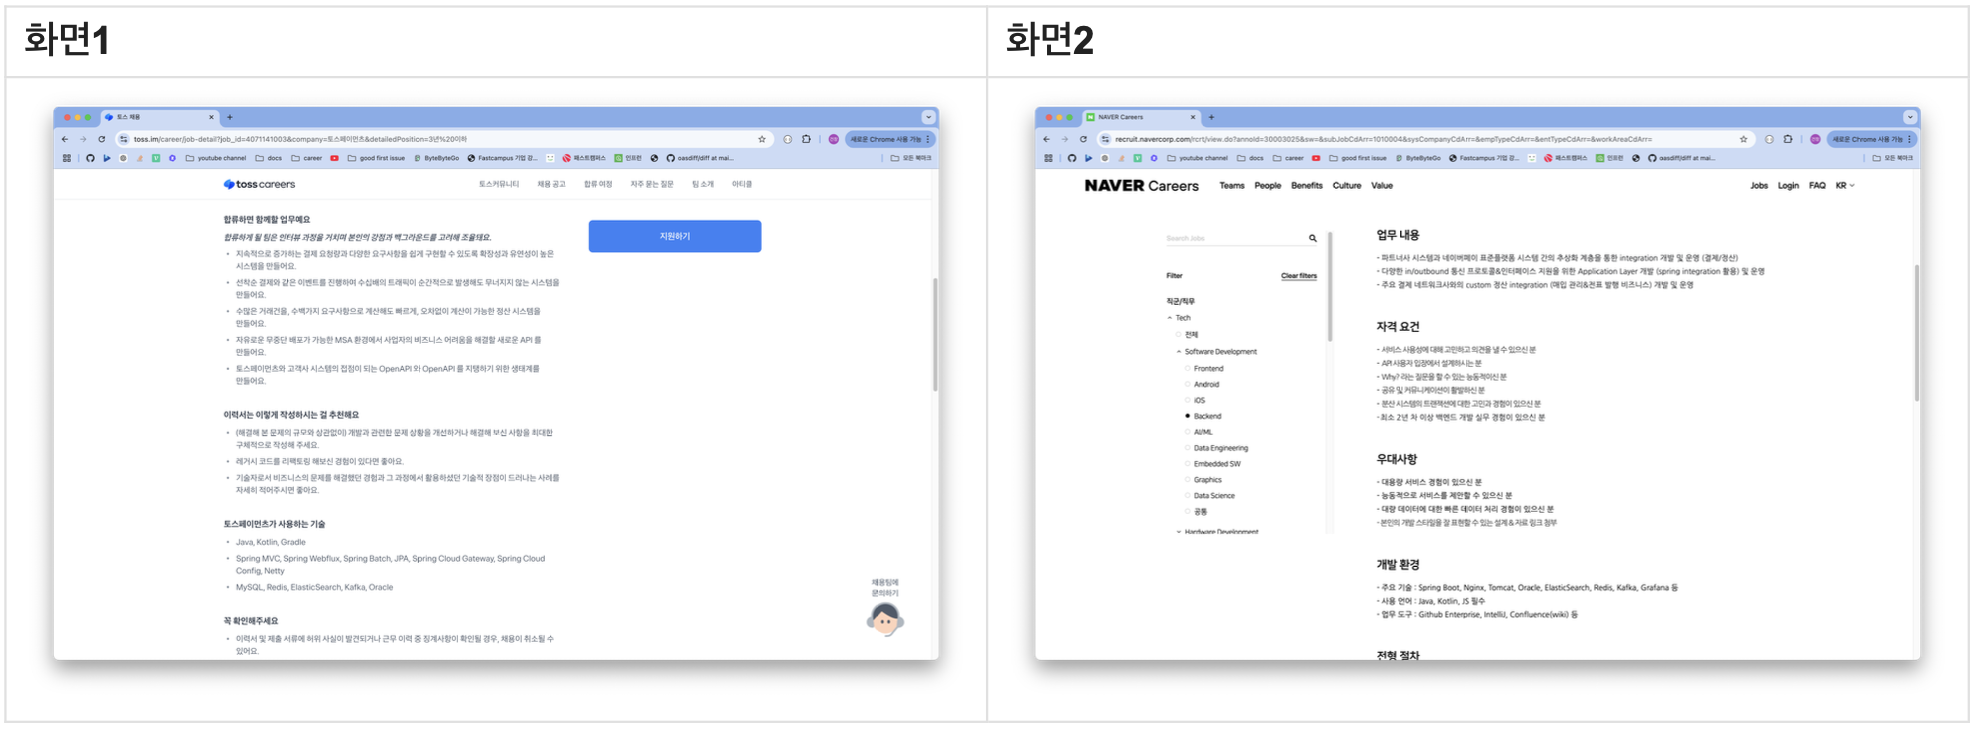 화면1
화면2
토스 채용
toss.im/career/job-detail?job_id=4071141003&company=토스페이먼츠&detailedPosition=3년%20이하
새로운 Chrome 사용 가능
youtube channel docs career good first issue ByteByteGo Fastcampus 기업 강... 패스트캠퍼스 인프런 oasdiff/diff at mai... 모든 북마크
toss careers
토스커뮤니티 채용 공고 합류 여정 자주 묻는 질문 팀 소개 아티클
합류하면 함께할 업무예요
합류하게 될 팀은 인터뷰 과정을 거치며 본인의 강점과 백그라운드를 고려해 조율돼요.
• 지속적으로 증가하는 결제 요청량과 다양한 요구사항을 쉽게 구현할 수 있도록 확장성과 유연성이 높은
시스템을 만들어요.
• 선착순 결제와 같은 이벤트를 진행하여 수십배의 트래픽이 순간적으로 발생해도 무너지지 않는 시스템을
만들어요.
• 수많은 거래건을, 수백가지 요구사항으로 계산해도 빠르게, 오차없이 계산이 가능한 정산 시스템을
만들어요.
• 자유로운 무중단 배포가 가능한 MSA 환경에서 사업자의 비즈니스 어려움을 해결할 새로운 API 를
만들어요.
• 토스페이먼츠와 고객사 시스템의 접점이 되는 OpenAPI 와 OpenAPI 를 지탱하기 위한 생태계를
만들어요.
지원하기
이력서는 이렇게 작성하시는 걸 추천해요
• (해결해 본 문제의 규모와 상관없이) 개발과 관련한 문제 상황을 개선하거나 해결해 보신 사항을 최대한
구체적으로 작성해 주세요.
• 레거시 코드를 리팩토링 해보신 경험이 있다면 좋아요.
• 기술자로서 비즈니스의 문제를 해결했던 경험과 그 과정에서 활용하셨던 기술적 장점이 드러나는 사례를
자세히 적어주시면 좋아요.
토스페이먼츠가 사용하는 기술
• Java, Kotlin, Gradle
• Spring MVC, Spring Webflux, Spring Batch, JPA, Spring Cloud Gateway, Spring Cloud
Config, Netty
• MySQL, Redis, ElasticSearch, Kafka, Oracle
꼭 확인해주세요
• 이력서 및 제출 서류에 허위 사실이 발견되거나 근무 이력 중 징계사항이 확인될 경우, 채용이 취소될 수
있어요.
채용팀에
문의하기
NAVER Careers
recruit.navercorp.com/rcrt/view.do?annoId=30003025&sw=&subJobCdArr=1010004&sysCompanyCdArr=&empTypeCdArr=&entTypeCdArr=&workAreaCdArr=
새로운 Chrome 사용 가능
youtube channel docs career good first issue ByteByteGo Fastcampus 기업 강... 패스트캠퍼스 인프런 oasdiff/diff at mai... 모든 북마크
NAVER Careers Teams People Benefits Culture Value Jobs Login FAQ KR
Search Jobs
Filter Clear filters
직군/직무
Tech
전체
Software Development
Frontend
Android
iOS
Backend
AI/ML
Data Engineering
Embedded SW
Graphics
Data Science
공통
Hardware Development
업무 내용
- 파트너사 시스템과 네이버페이 표준플랫폼 시스템 간의 추상화 계층을 통한 integration 개발 및 운영 (결제/정산)
- 다양한 in/outbound 통신 프로토콜&인터페이스 지원을 위한 Application Layer 개발 (spring integration 활용) 및 운영
- 주요 결제 네트워크사와의 custom 정산 integration (매입 관리&전표 발행 비즈니스) 개발 및 운영
자격 요건
- 서비스 사용성에 대해 고민하고 의견을 낼 수 있으신 분
- API 사용자 입장에서 설계하시는 분
- Why? 라는 질문을 할 수 있는 능동적이신 분
- 공유 및 커뮤니케이션이 활발하신 분
- 분산 시스템의 트랜잭션에 대한 고민과 경험이 있으신 분
- 최소 2년 차 이상 백엔드 개발 실무 경험이 있으신 분
우대사항
- 대용량 서비스 경험이 있으신 분
- 능동적으로 서비스를 제안할 수 있으신 분
- 대량 데이터에 대한 빠른 데이터 처리 경험이 있으신 분
- 본인의 개발 스타일을 잘 표현할 수 있는 설계 & 자료 링크 첨부
개발 환경
- 주요 기술 : Spring Boot, Nginx, Tomcat, Oracle, ElasticSearch, Redis, Kafka, Grafana 등
- 사용 언어 : Java, Kotlin, JS 필수
- 업무 도구 : Github Enterprise, IntelliJ, Confluence(wiki) 등
전형 절차